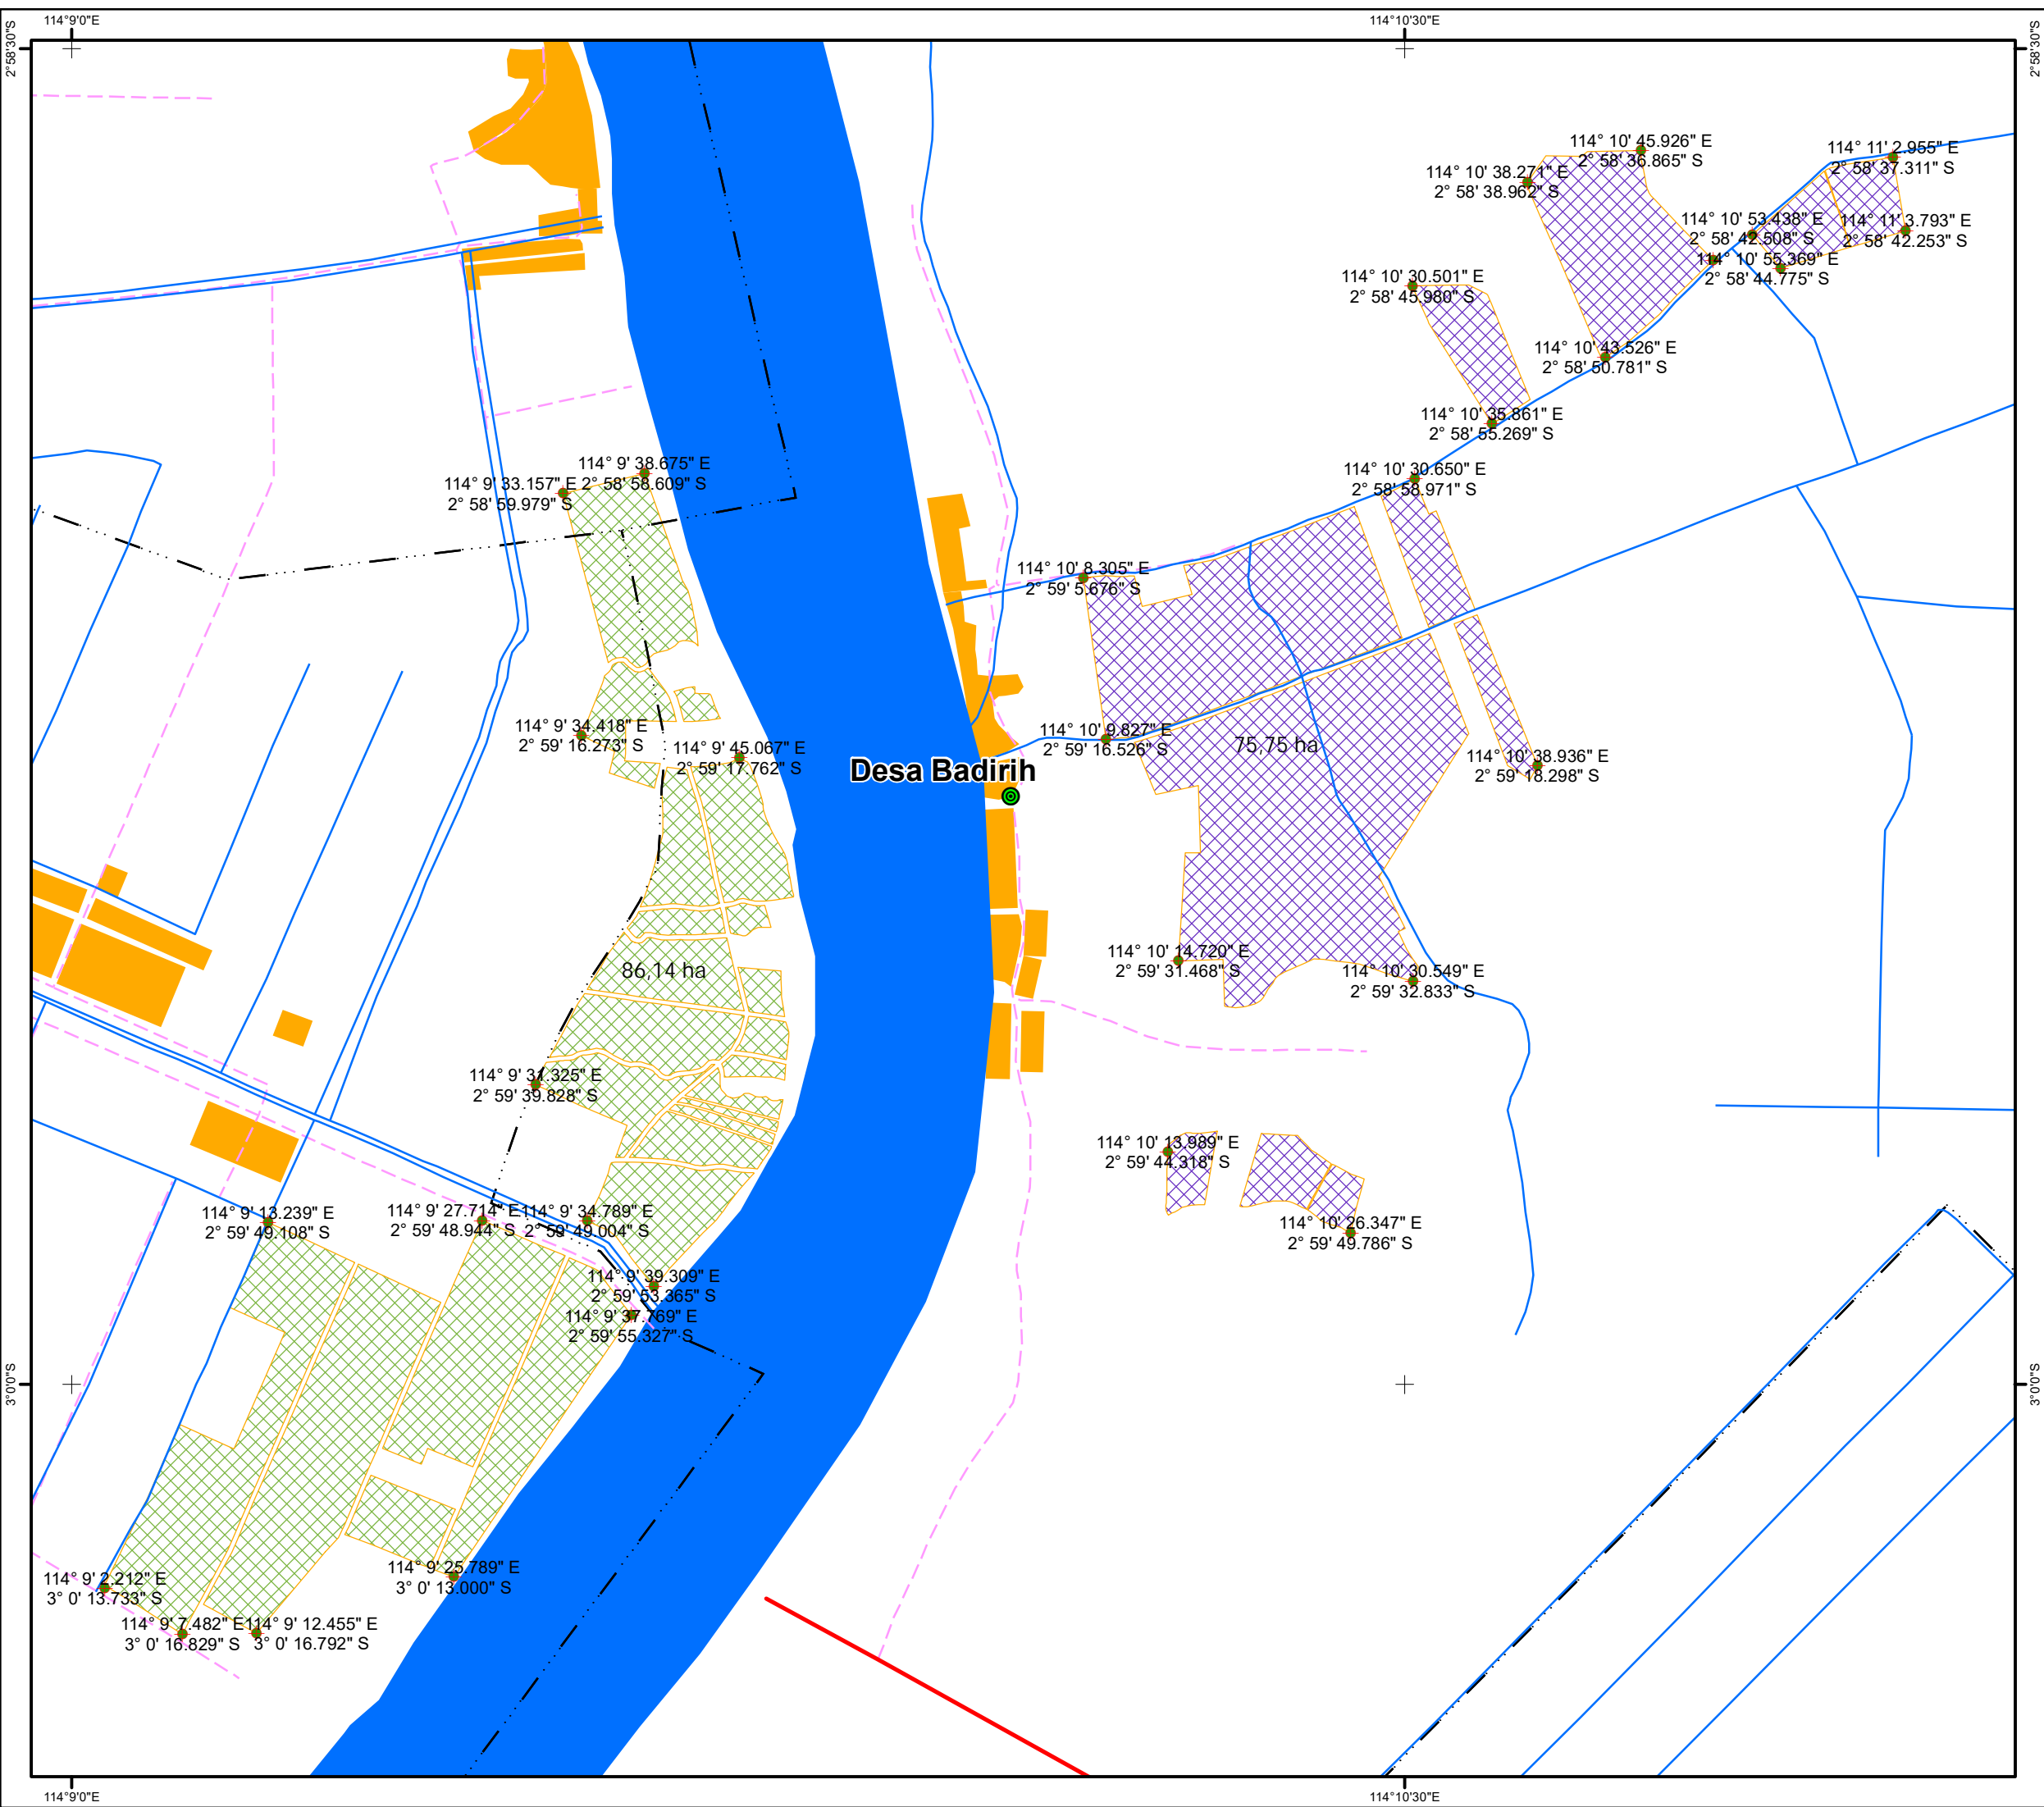 114°9'0"E
114°10'30"E
2°58'30"S
2°58'30"S
114° 10' 45.926" E
2° 58' 36.865" S
114° 11' 2.955" E
2° 58' 37.311" S
114° 10' 38.271" E
2° 58' 38.962" S
114° 10' 53.438" E
2° 58' 42.508" S
114° 11' 3.793" E
2° 58' 42.253" S
114° 10' 55.369" E
2° 58' 44.775" S
114° 10' 30.501" E
2° 58' 45.980" S
114° 10' 43.526" E
2° 58' 50.781" S
114° 10' 35.861" E
2° 58' 55.269" S
114° 9' 38.675" E
2° 58' 58.609" S
114° 9' 33.157" E
2° 58' 59.979" S
114° 10' 30.650" E
2° 58' 58.971" S
114° 10' 8.305" E
2° 59' 5.676" S
114° 9' 34.418" E
2° 59' 16.273" S
114° 9' 45.067" E
2° 59' 17.762" S
114° 10' 9.827" E
2° 59' 16.526" S
75,75 ha
114° 10' 38.936" E
2° 59' 18.298" S
Desa Badirih
86,14 ha
114° 10' 14.720" E
2° 59' 31.468" S
114° 10' 30.549" E
2° 59' 32.833" S
114° 9' 31.325" E
2° 59' 39.828" S
114° 10' 13.989" E
2° 59' 44.318" S
114° 9' 13.239" E
2° 59' 49.108" S
114° 9' 27.714" E
2° 59' 48.944" S
114° 9' 34.789" E
2° 59' 49.004" S
114° 10' 26.347" E
2° 59' 49.786" S
114° 9' 39.309" E
2° 59' 53.365" S
114° 9' 37.769" E
2° 59' 55.327" S
3°0'0"S
3°0'0"S
114° 9' 25.789" E
3° 0' 13.000" S
114° 9' 2.212" E
3° 0' 13.733" S
114° 9' 7.482" E
3° 0' 16.829" S
114° 9' 12.455" E
3° 0' 16.792" S
114°9'0"E
114°10'30"E